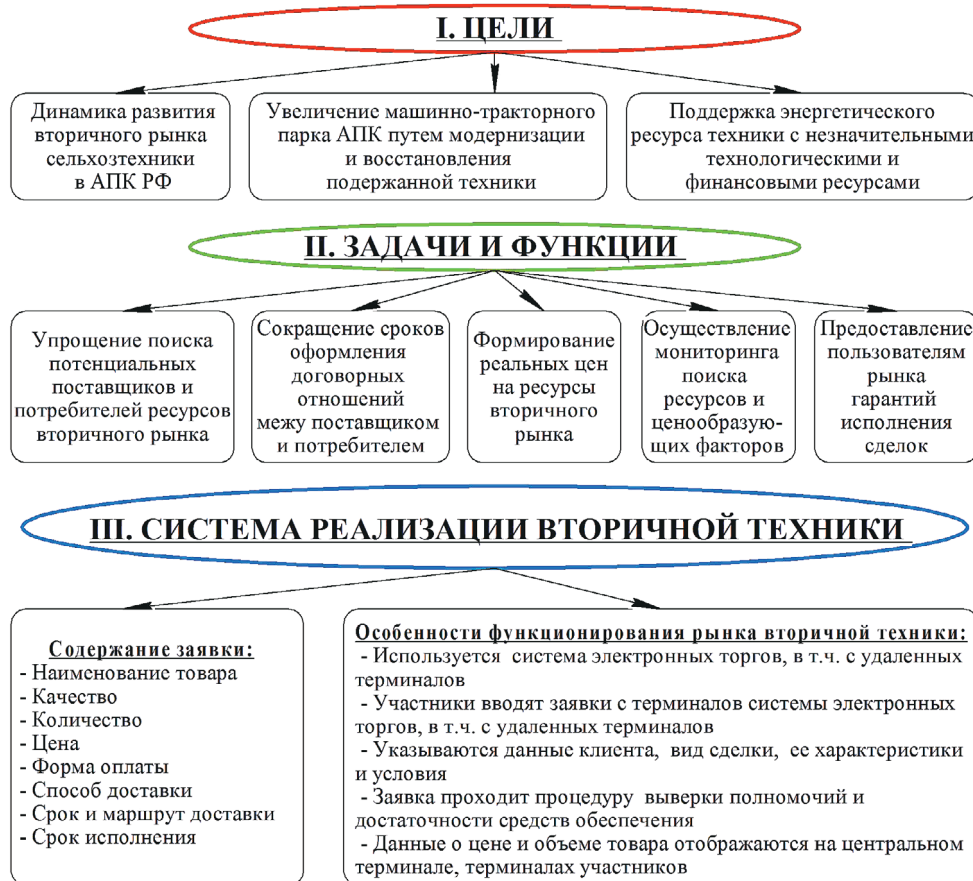 I. ЦЕЛИ
Динамика развития
вторичного рынка
сельхозтехники
в АПК РФ
Увеличение машинно-тракторного
парка АПК путем модернизации
и восстановления
подержанной техники
Поддержка энергетического
ресурса техники с незначительными
технологическими и
финансовыми ресурсами
II. ЗАДАЧИ И ФУНКЦИИ
Упрощение поиска
потенциальных
поставщиков и
потребителей ресурсов
вторичного рынка
Сокращение сроков
оформления
договорных
отношений
межу поставщиком
и потребителем
Формирование
реальных цен
на ресурсы
вторичного
рынка
Осуществление
мониторинга
поиска
ресурсов и
ценообразую-
щих факторов
Предоставление
пользователям
рынка
гарантий
исполнения
сделок
III. СИСТЕМА РЕАЛИЗАЦИИ ВТОРИЧНОЙ ТЕХНИКИ
Содержание заявки:
- Наименование товара
- Качество
- Количество
- Цена
- Форма оплаты
- Способ доставки
- Срок и маршрут доставки
- Срок исполнения
Особенности функционирования рынка вторичной техники:
- Используется система электронных торгов, в т.ч. с удаленных
терминалов
- Участники вводят заявки с терминалов системы электронных
торгов, в т.ч. с удаленных терминалов
- Указываются данные клиента, вид сделки, ее характеристики
и условия
- Заявка проходит процедуру выверки полномочий и
достаточности средств обеспечения
- Данные о цене и объеме товара отображаются на центральном
терминале, терминалах участников